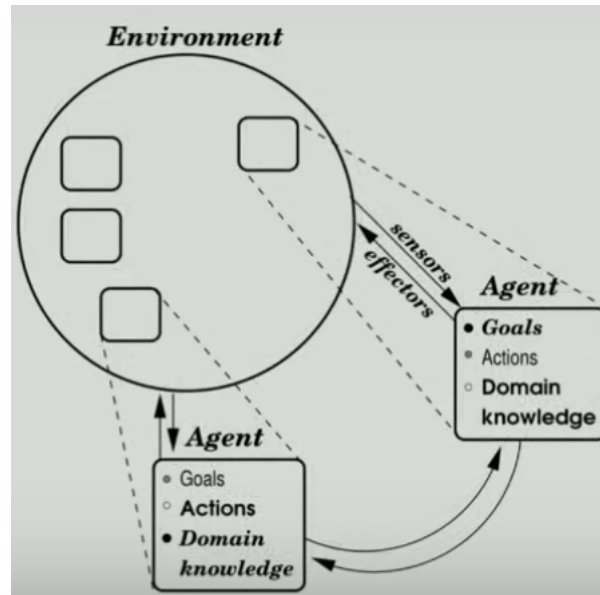 Environment
sensors
effectors
Agent
Goals
Actions
Domain
knowledge
Agent
Goals
Actions
Domain
knowledge